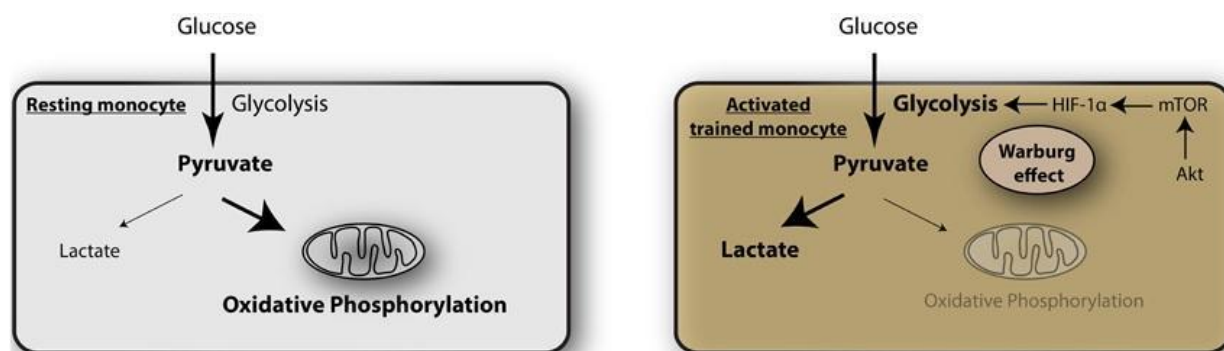 Glucose
Resting monocyte
Glycolysis
Pyruvate
Lactate
Oxidative Phosphorylation
Glucose
Activated
trained monocyte
Glycolysis HIF-1α mTOR
Warburg
effect
Akt
Pyruvate
Lactate
Oxidative Phosphorylation